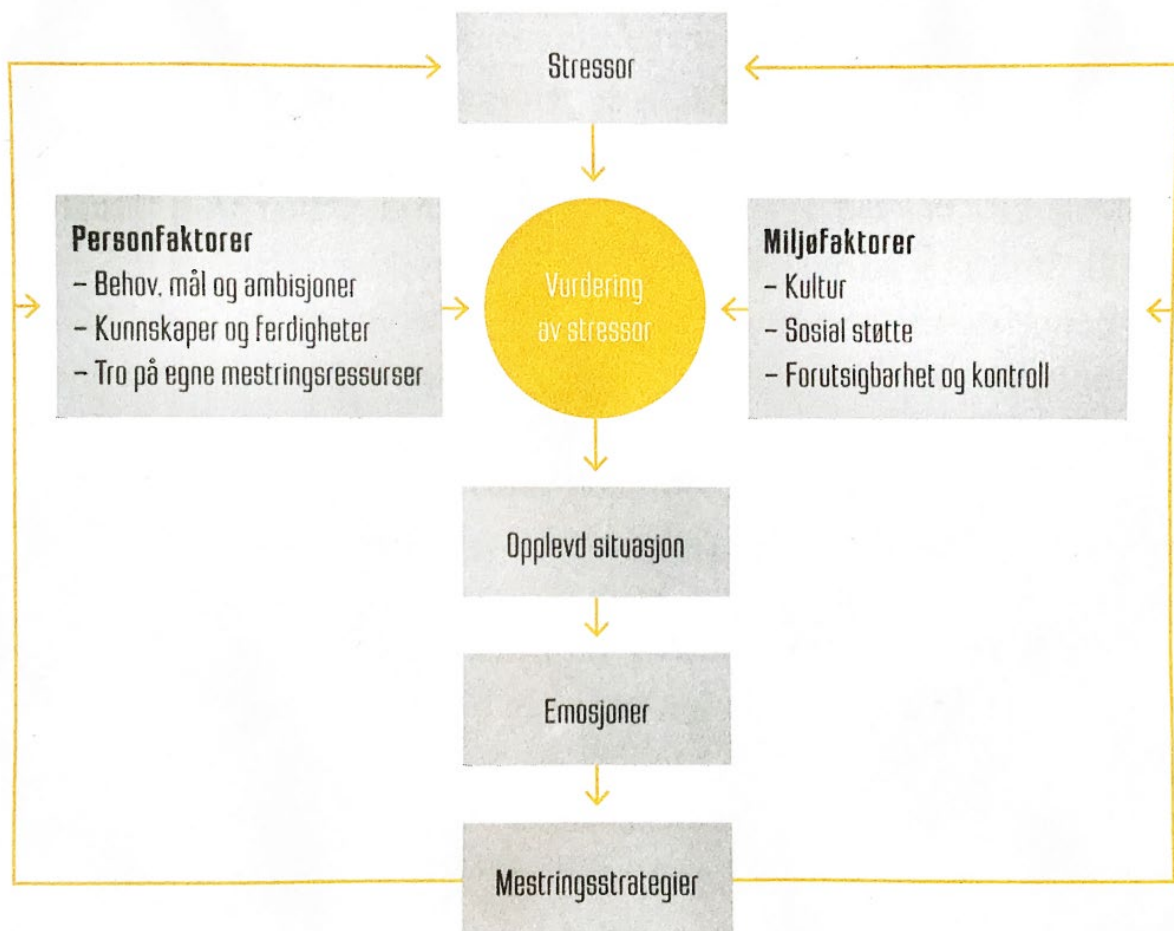 Stressor
Personfaktorer
– Behov, mål og ambisjoner
– Kunnskaper og ferdigheter
– Tro på egne mestringsressurser
Vurdering
av stressor
Miljøfaktorer
– Kultur
– Sosial støtte
– Forutsigbarhet og kontroll
Opplevd situasjon
Emosjoner
Mestringsstrategier